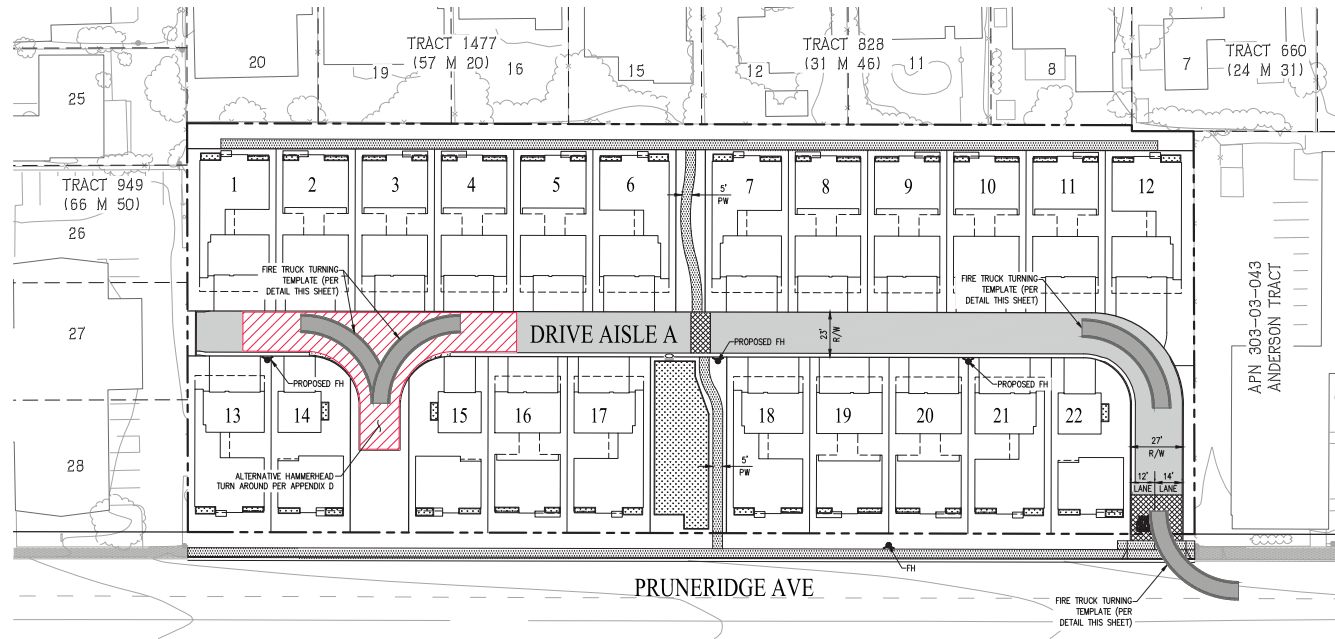 TRACT 1477
(57 M 20)
TRACT 828
(31 M 46)
TRACT 660
(24 M 31)
20
19
16
15
12
11
8
7
25
TRACT 949
(66 M 50)
26
27
28
1
2
3
4
5
6
7
8
9
10
11
12
5'
PW
FIRE TRUCK TURNING
TEMPLATE (PER
DETAIL THIS SHEET)
FIRE TRUCK TURNING
TEMPLATE (PER
DETAIL THIS SHEET)
APN 303-03-043
ANDERSON TRACT
DRIVE AISLE A
23'
R/W
PROPOSED FH
PROPOSED FH
PROPOSED FH
13
14
15
16
17
18
19
20
21
22
ALTERNATIVE HAMMERHEAD
TURN AROUND PER APPENDIX D
5'
PW
27'
R/W
12'
LANE
14'
LANE
FH
PRUNERIDGE AVE
FIRE TRUCK TURNING
TEMPLATE (PER
DETAIL THIS SHEET)